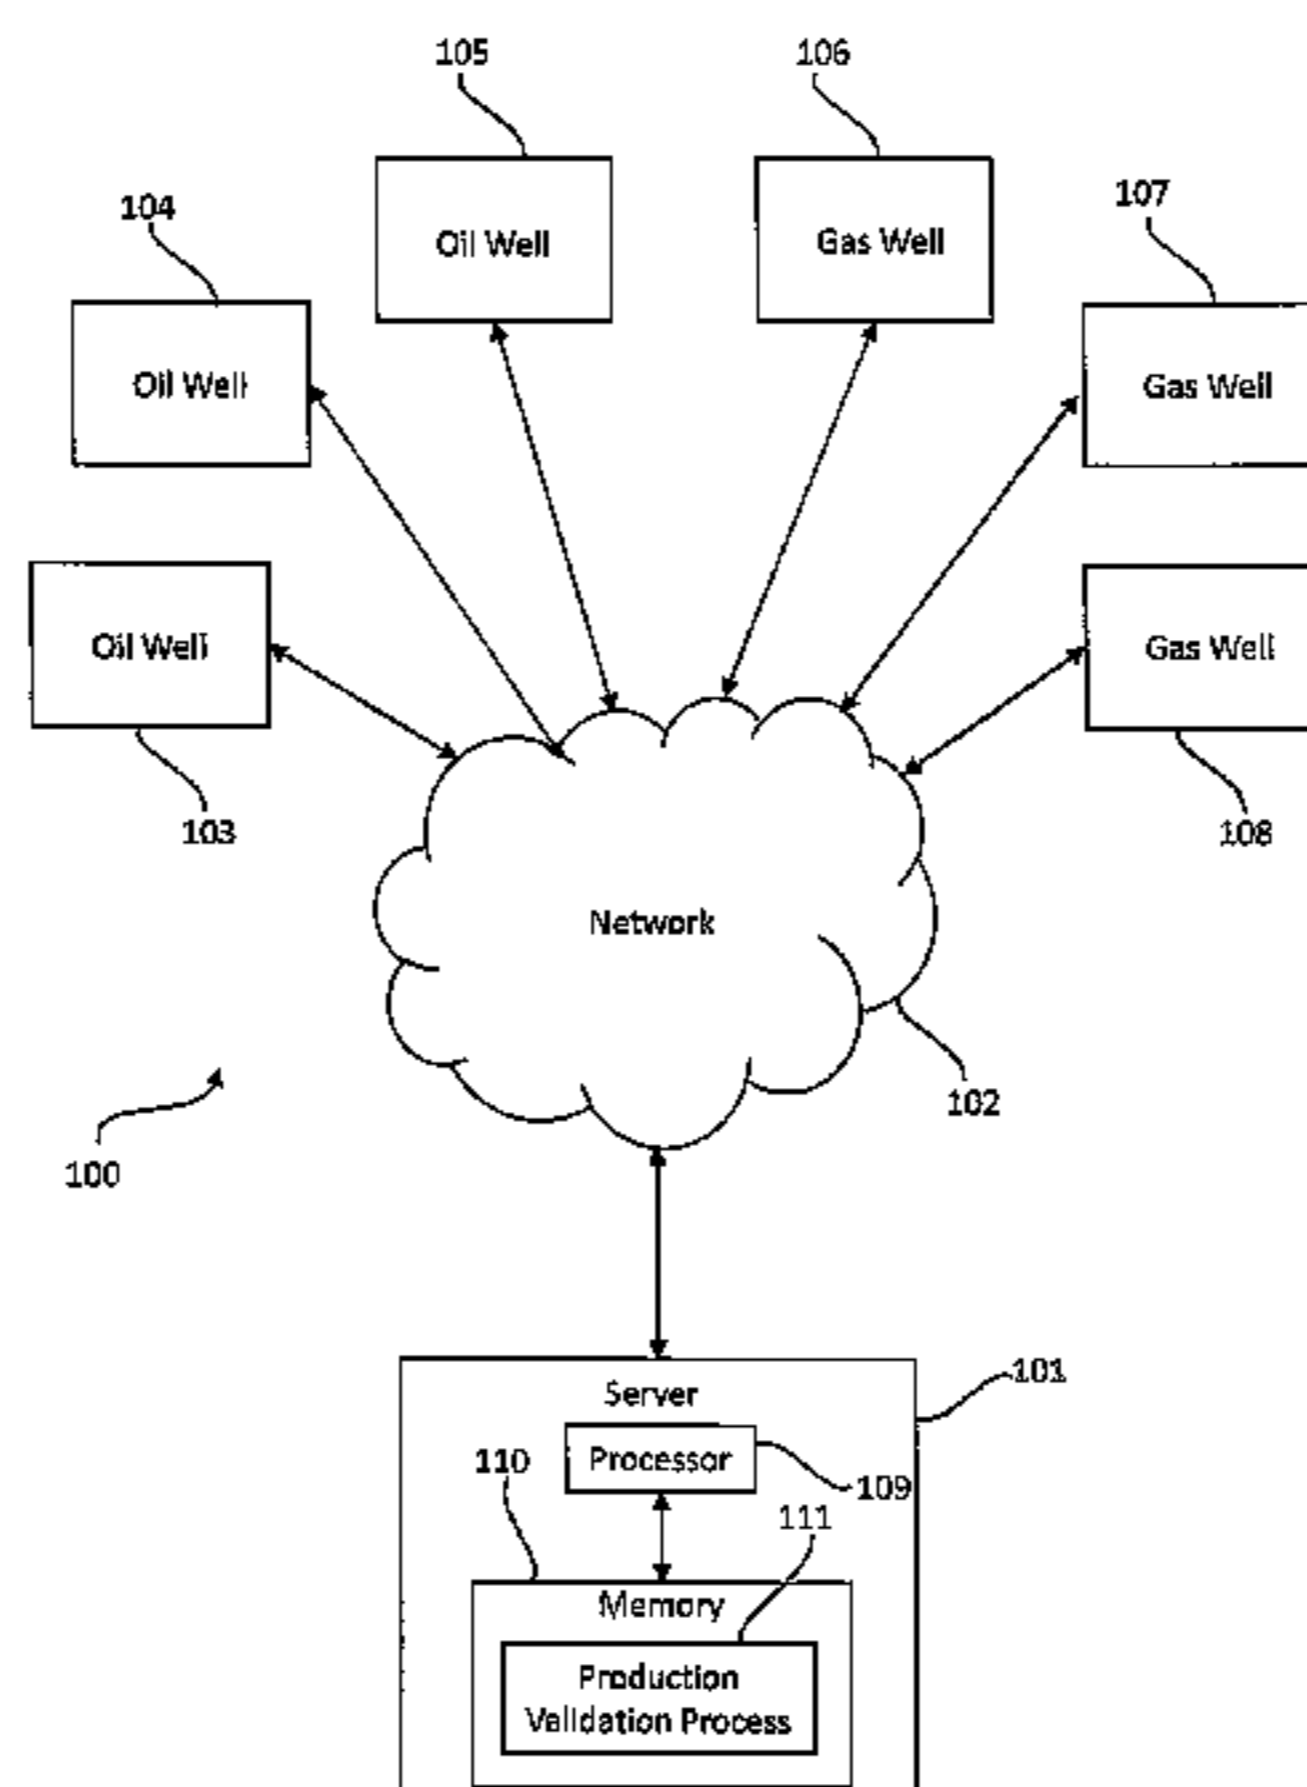 105
106
104
107
Oil Well
Gas Well
Oil Well
Gas Well
Oil Well
Gas Well
103
108
Network
102
100
101
Server
110
Processor
109
111
Memory
Production
Validation Process